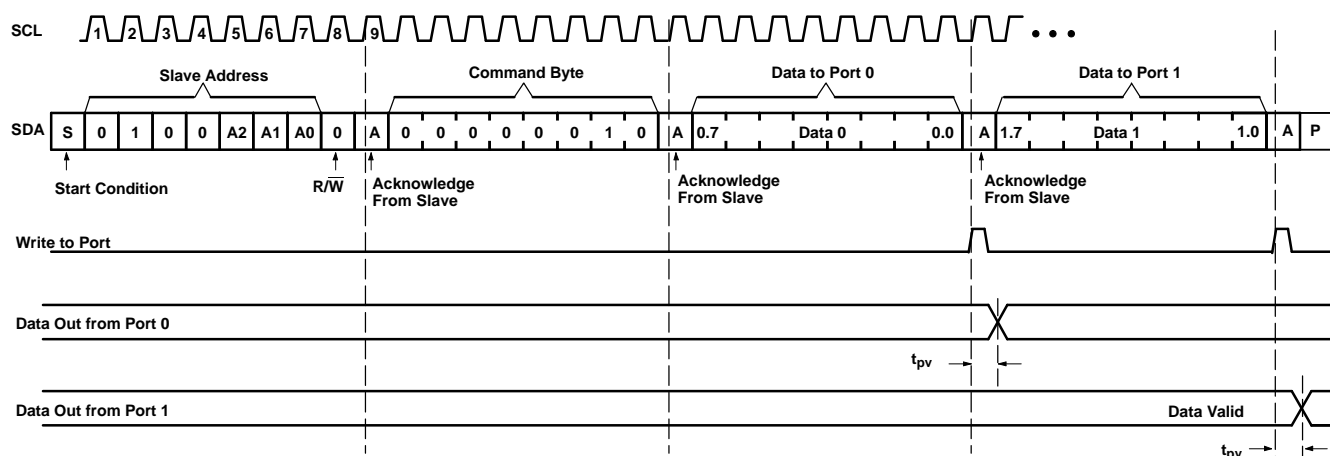 SCL 1 2 3 4 5 6 7 8 9
Slave Address Command Byte Data to Port 0 Data to Port 1
SDA S 0 1 0 0 A2 A1 A0 0 A 0 0 0 0 0 0 1 0 A 0.7 Data 0 0.0 A 1.7 Data 1 1.0 A P
Start Condition R/W Acknowledge From Slave Acknowledge From Slave Acknowledge From Slave
Write to Port
Data Out from Port 0
tpv
Data Out from Port 1 Data Valid
tpv